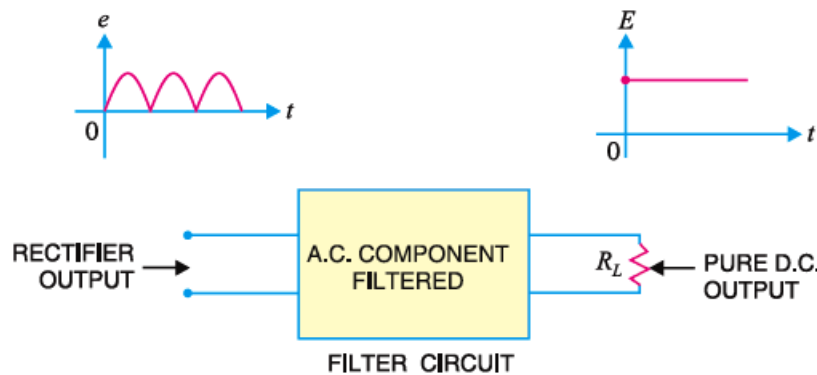 e
E
t
0
t
0
RECTIFIER
OUTPUT
A.C. COMPONENT
FILTERED
R_L
PURE D.C.
OUTPUT
FILTER CIRCUIT